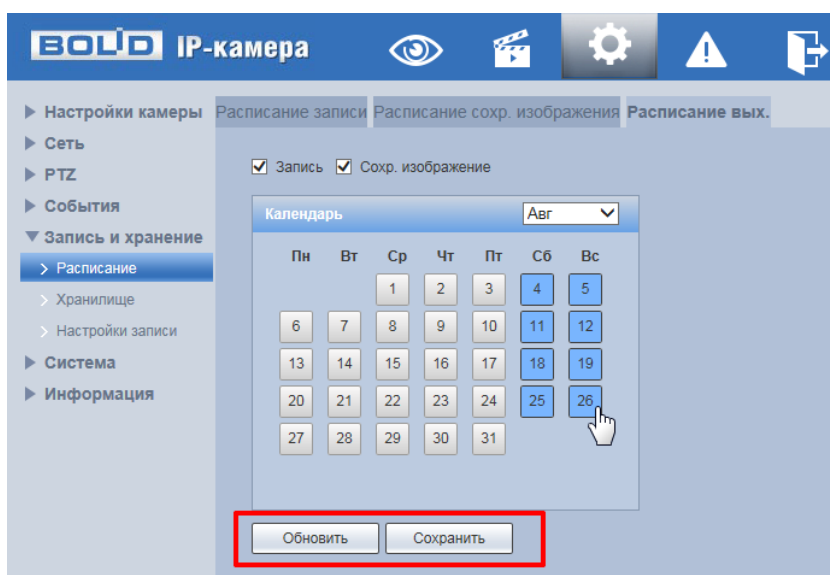 BOLID IP-камера
Настройки камеры
Сеть
PTZ
События
Запись и хранение
Расписание
Хранилище
Настройки записи
Система
Информация
Расписание записи Расписание сохр. изображения Расписание вых.
Запись Сохр. изображение
Календарь Авг
Пн Вт Ср Чт Пт Сб Вс
1 2 3 4 5
6 7 8 9 10 11 12
13 14 15 16 17 18 19
20 21 22 23 24 25 26
27 28 29 30 31
Обновить Сохранить